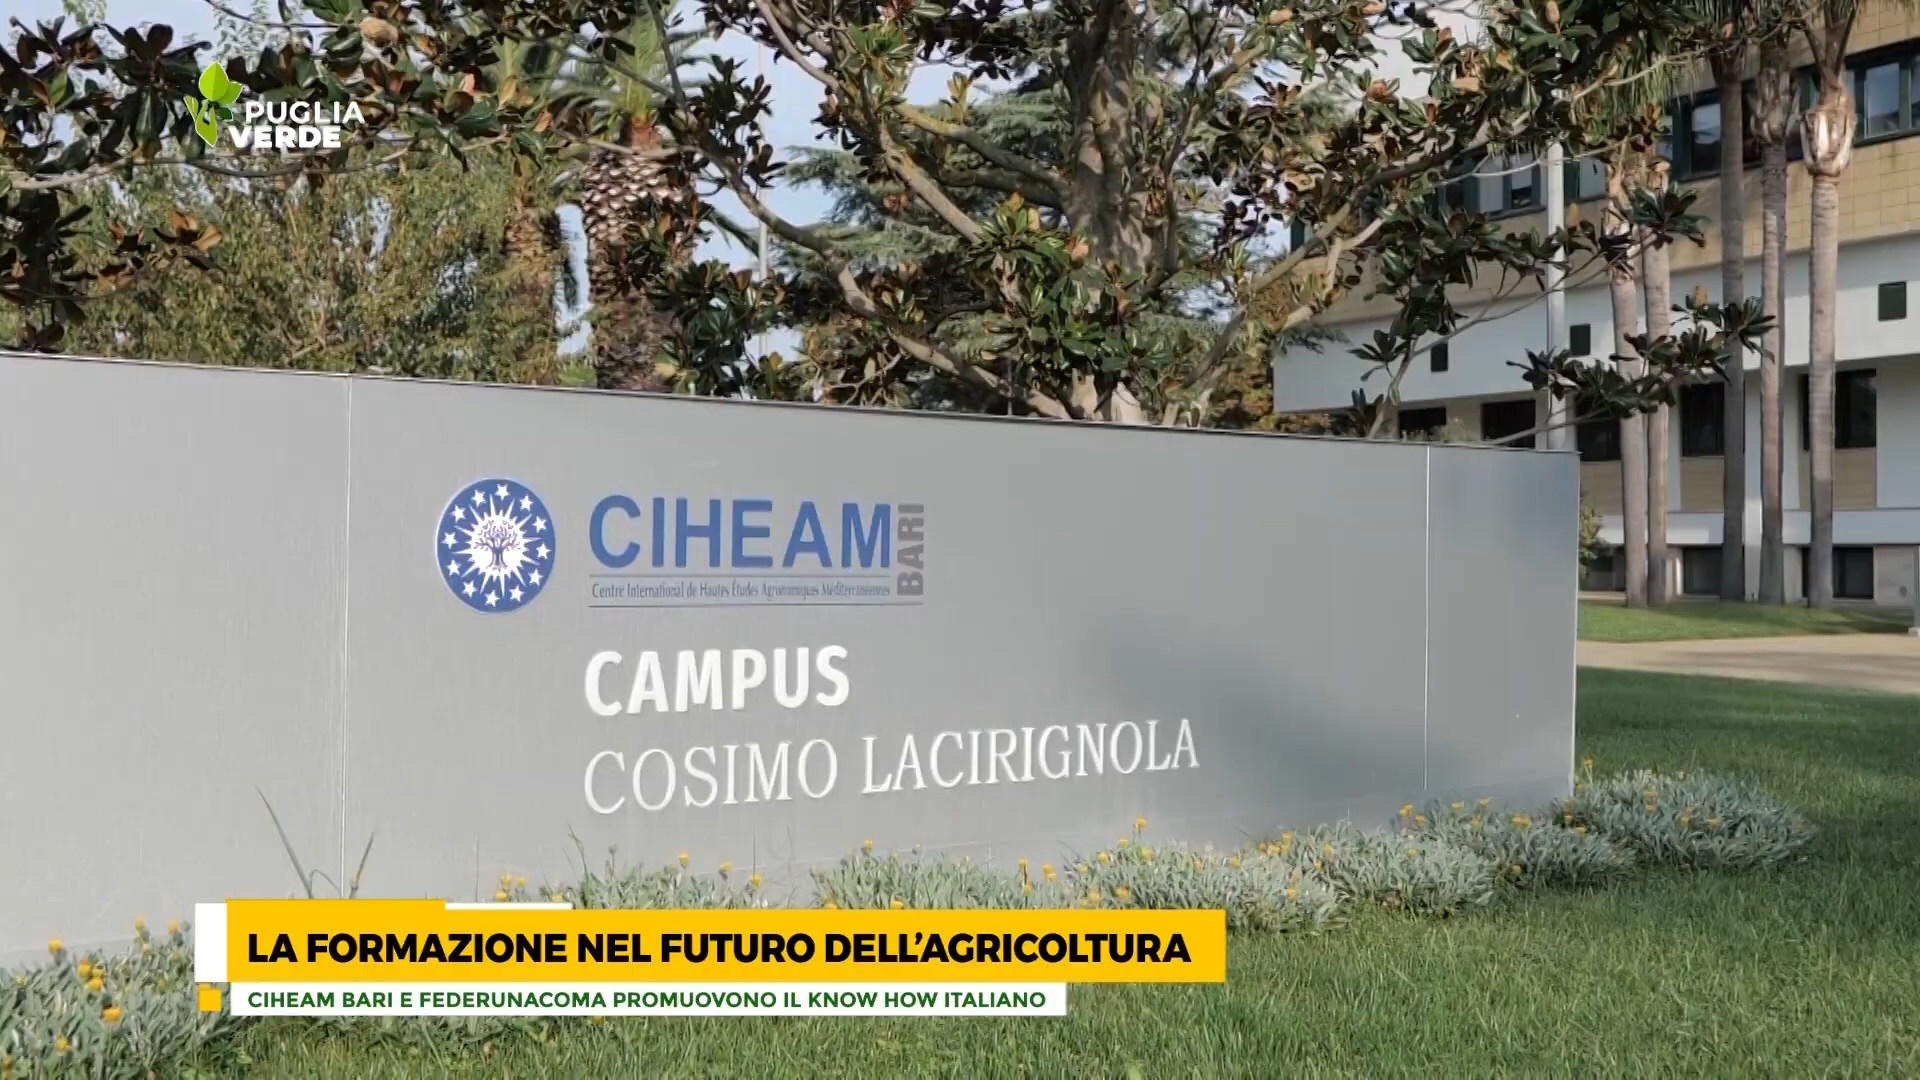 PUGLIA
VERDE
CIHEAM
BARI
Centre International de Hautes Études Agronomiques Méditerranéennes
CAMPUS
COSIMO LACIRIGNOLA
LA FORMAZIONE NEL FUTURO DELL’AGRICOLTURA
CIHEAM BARI E FEDERUNACOMA PROMUOVONO IL KNOW HOW ITALIANO